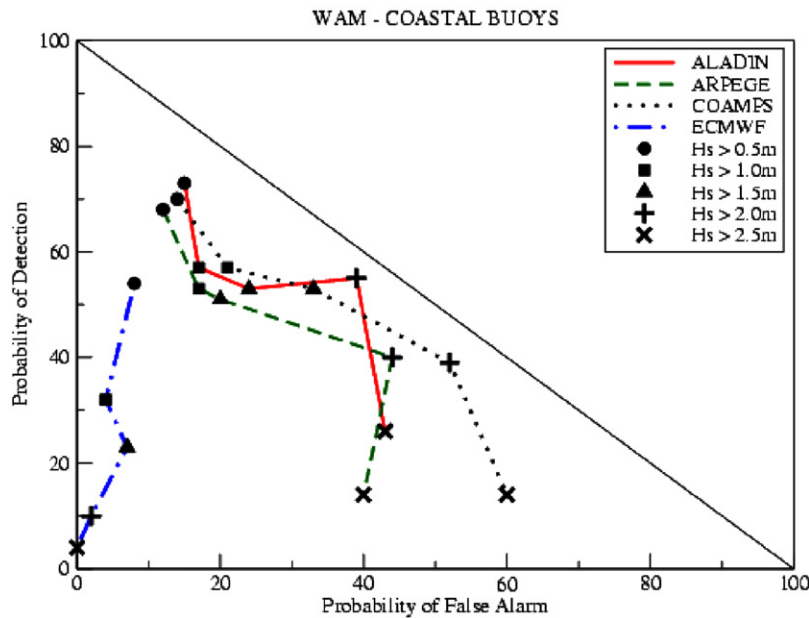 WAM - COASTAL BUOYS
100
80
60
40
20
0
Probability of Detection
ALADIN
ARPEGE
COAMPS
ECMWF
Hs > 0.5m
Hs > 1.0m
Hs > 1.5m
Hs > 2.0m
Hs > 2.5m
0 20 40 60 80 100
Probability of False Alarm